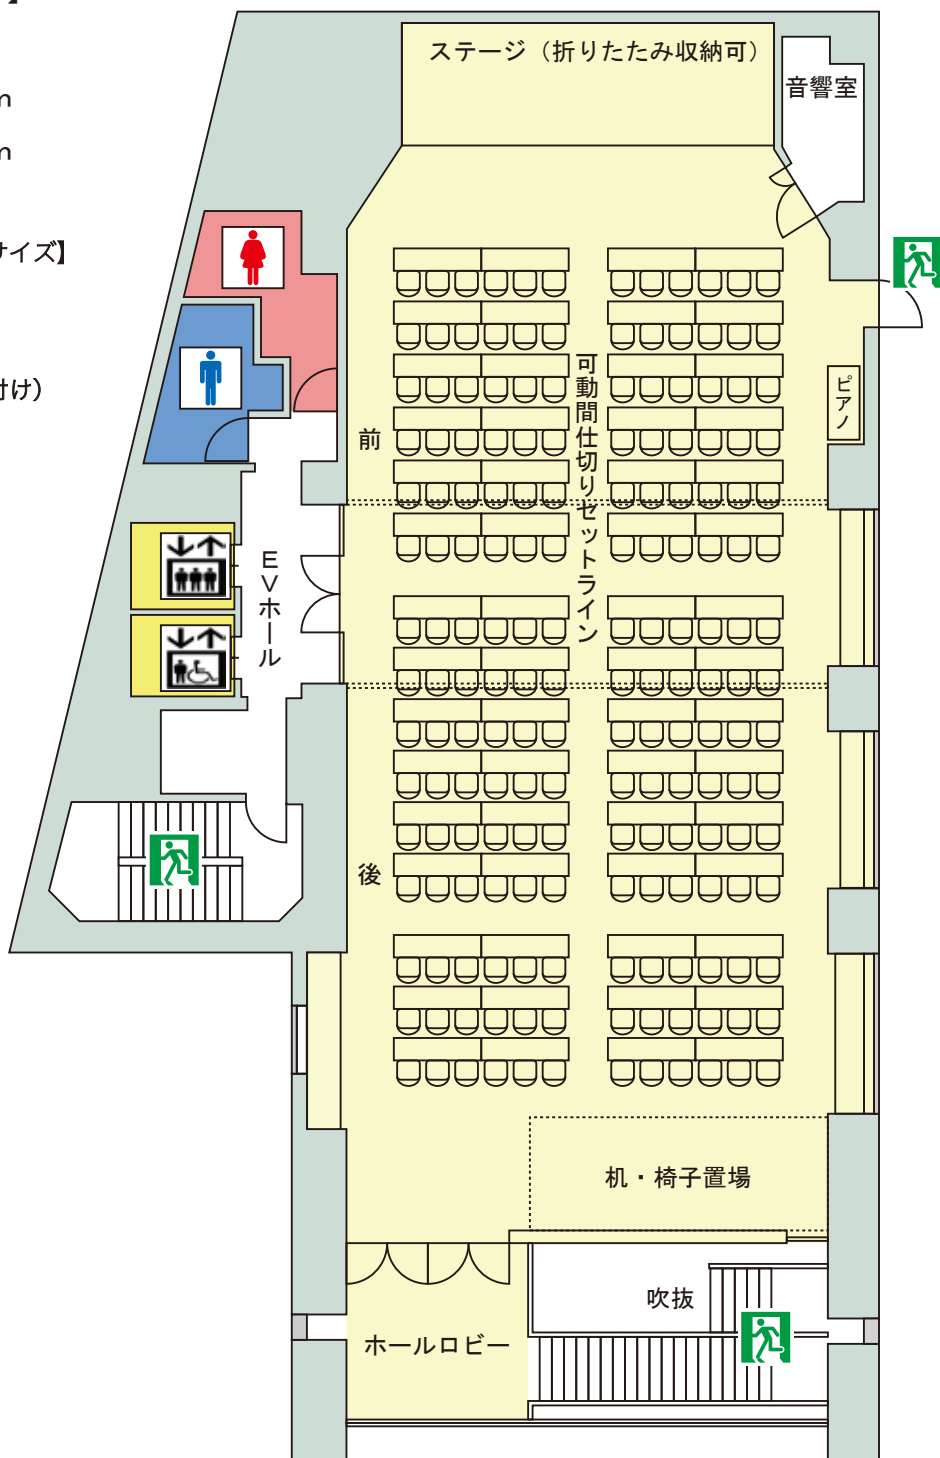 】
m
m
サイズ】
付け）
ステージ（折りたたみ収納可）
音響室
ピアノ
可動間仕切りセットライン
前
EVホール
後
机・椅子置場
吹抜
ホールロビー